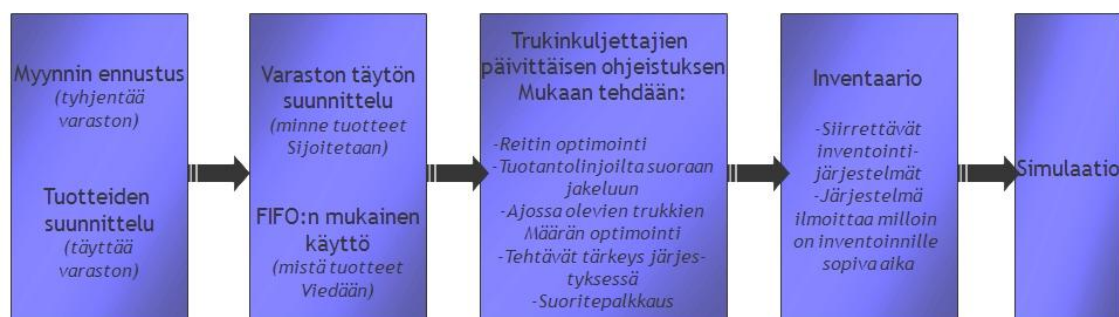 Myynnin ennustus
(tyhjentää
varaston)
Tuotteiden
suunnittelu
(täyttää
varaston)
Varaston täytön
suunnittelu
(minne tuotteet
Sijoitetaan)
FIFO:n mukainen
käyttö
(mistä tuotteet
Viedään)
Trukinkuljettajien
päivittäisen ohjeistuksen
Mukaan tehdään:
-Reitin optimointi
-Tuotantolinjoilta suoraan
jakeluun
-Ajossa olevien trukkien
Määrän optimointi
-Tehtävät tärkeys järjes-
tyksessä
-Suoritepalkkaus
Inventaario
-Siirrettävät
inventointi-
järjestelmät
-Järjestelmä
ilmoittaa milloin
on inventoinnille
sopiva aika
Simulaatio